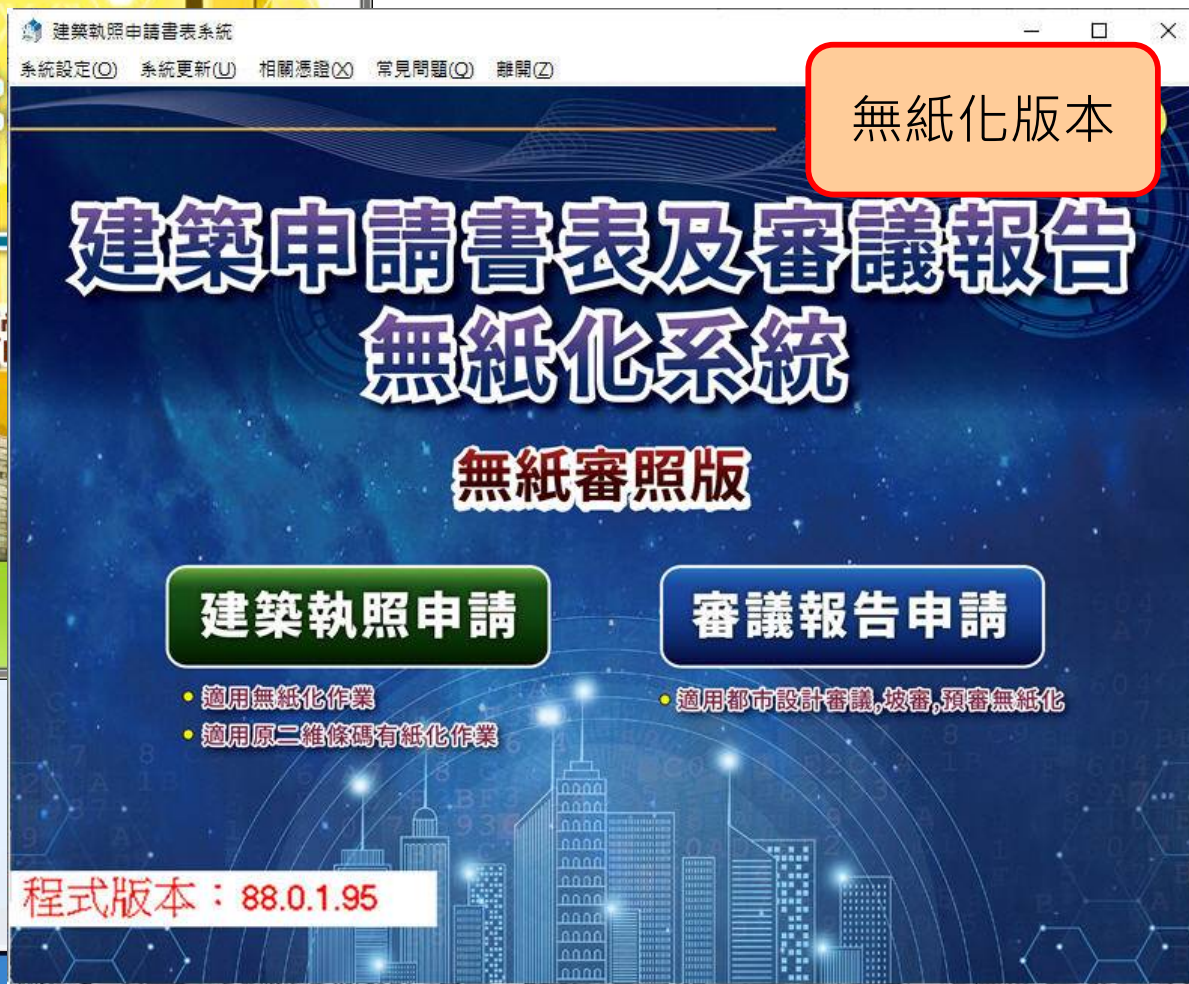 建築執照申請書表系統
系統設定(O) 系統更新(U) 相關憑證(X) 常見問題(Q) 離開(Z)
無紙化版本
建築申請書表及審議報告
無紙化系統
無紙審照版
建築執照申請
審議報告申請
適用無紙化作業
適用原二維條碼有紙化作業
適用都市設計審議,坡審,預審無紙化
程式版本：88.0.1.95